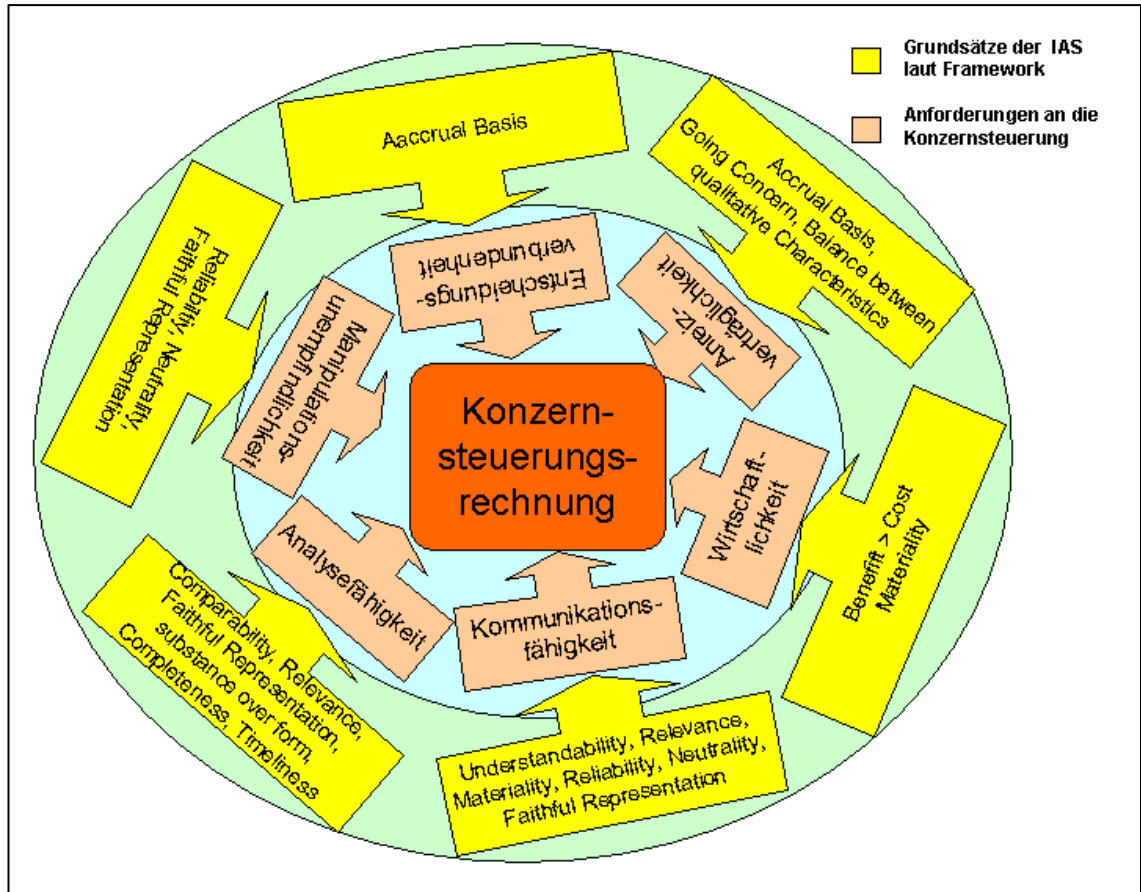 Grundsätze der IAS
laut Framework
Anforderungen an die
Konzernsteuerung
Aaccrual Basis
Accrual Basis,
Going Concern, Balance between
qualitative Characteristics
Benefift > Cost
Materiality
Understandability, Relevance,
Materiality, Reliability, Neutrality,
Faithful Representation
Comparability, Relevance,
Faithful Representation,
substance over form,
Completeness, Timeliness
Reliability, Neutrality,
Faithful Representation
Entscheidungs-
verbundenheit
Anreiz-
verträglichkeit
Wirtschaft-
lichkeit
Kommunikations-
fähigkeit
Analysefähigkeit
Manipulations-
unempfindlichkeit
Konzern-
steuerungs-
rechnung